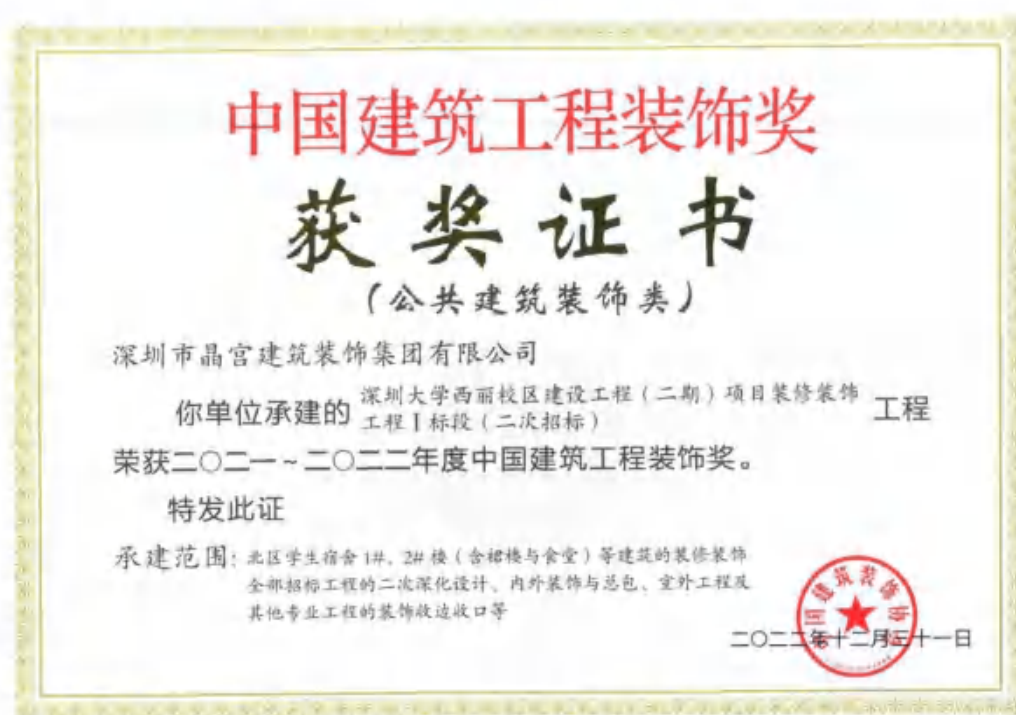 中国建筑工程装饰奖
获奖证书
（公共建筑装饰类）
深圳市晶宫建筑装饰集团有限公司
你单位承建的 深圳大学西丽校区建设工程（二期）项目装修装饰
工程Ⅰ标段（二次招标） 工程
荣获二〇二一~二〇二二年度中国建筑工程装饰奖。
特发此证
承建范围：北区学生宿舍1#、2#楼（含裙楼与食堂）等建筑的装修装饰
全部招标工程的二次深化设计、内外装饰与总包、室外工程及
其他专业工程的装饰收边收口等
中国建筑装饰协会
二〇二二年十二月三十一日